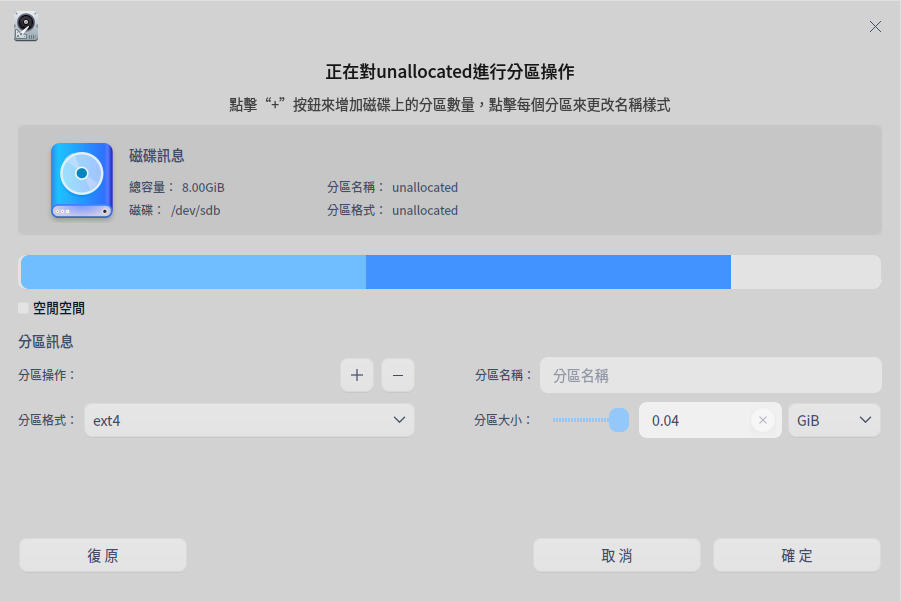 正在對unallocated進行分區操作
點擊“+”按鈕來增加磁碟上的分區數量，點擊每個分區來更改名稱樣式
磁碟訊息
總容量： 8.00GiB 分區名稱： unallocated
磁碟： /dev/sdb 分區格式： unallocated
空閒空間
分區訊息
分區操作： + − 分區名稱： 分區名稱
分區格式： ext4 分區大小： 0.04 GiB
復原 取消 確定